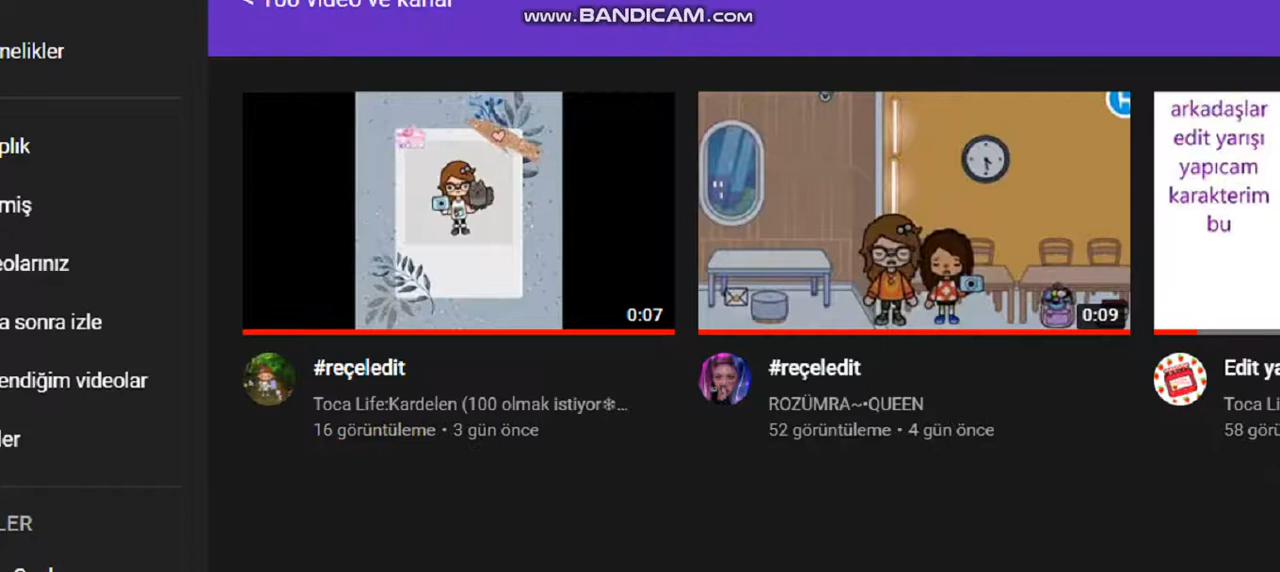 www.BANDICAM.com
nelikler
plık
miş
eolarınız
a sonra izle
endiğim videolar
ler
LER
0:07
#reçeledit
Toca Life:Kardelen (100 olmak istiyor❄...
16 görüntüleme • 3 gün önce
0:09
#reçeledit
ROZÜMRA~•QUEEN
52 görüntüleme • 4 gün önce
arkadaşlar
edit yarışı
yapıcam
karakterim
bu
Edit ya
Toca Li
58 görü